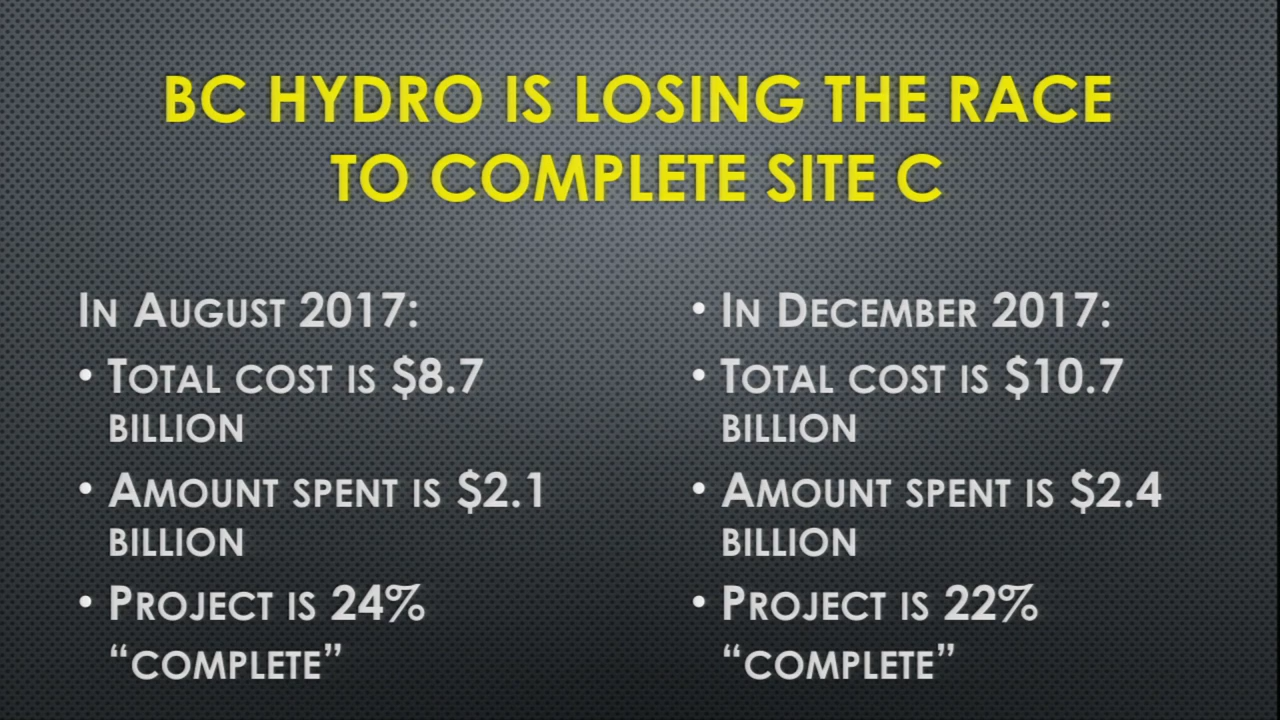 BC HYDRO IS LOSING THE RACE
TO COMPLETE SITE C
IN AUGUST 2017:
• TOTAL COST IS $8.7
BILLION
• AMOUNT SPENT IS $2.1
BILLION
• PROJECT IS 24%
“COMPLETE”
• IN DECEMBER 2017:
• TOTAL COST IS $10.7
BILLION
• AMOUNT SPENT IS $2.4
BILLION
• PROJECT IS 22%
“COMPLETE”